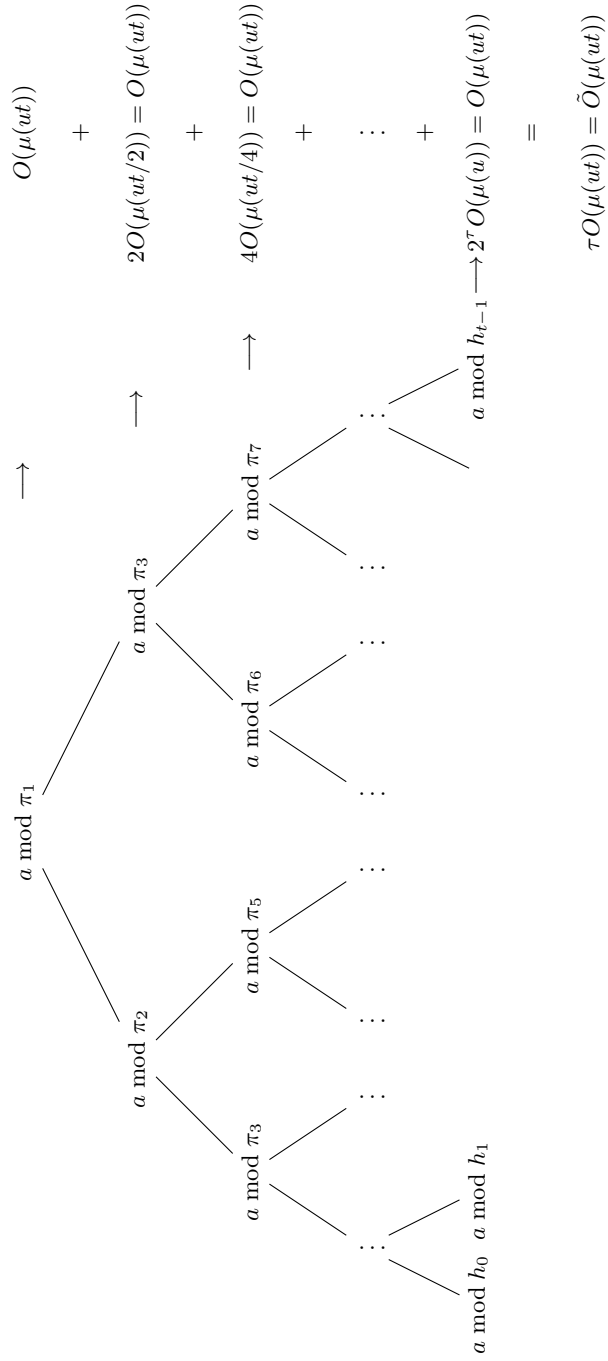 a mod π₁ ⟶ O(μ(ut))
+
a mod π₂ a mod π₃ ⟶ 2O(μ(ut/2)) = O(μ(ut))
+
a mod π₃ a mod π₅ a mod π₆ a mod π₇ ⟶ 4O(μ(ut/4)) = O(μ(ut))
+
… … … … … … … … …
+
a mod h₀ a mod h₁ a mod hₜ₋₁ ⟶ 2^τ O(μ(u)) = O(μ(ut))
=
τO(μ(ut)) = Õ(μ(ut))